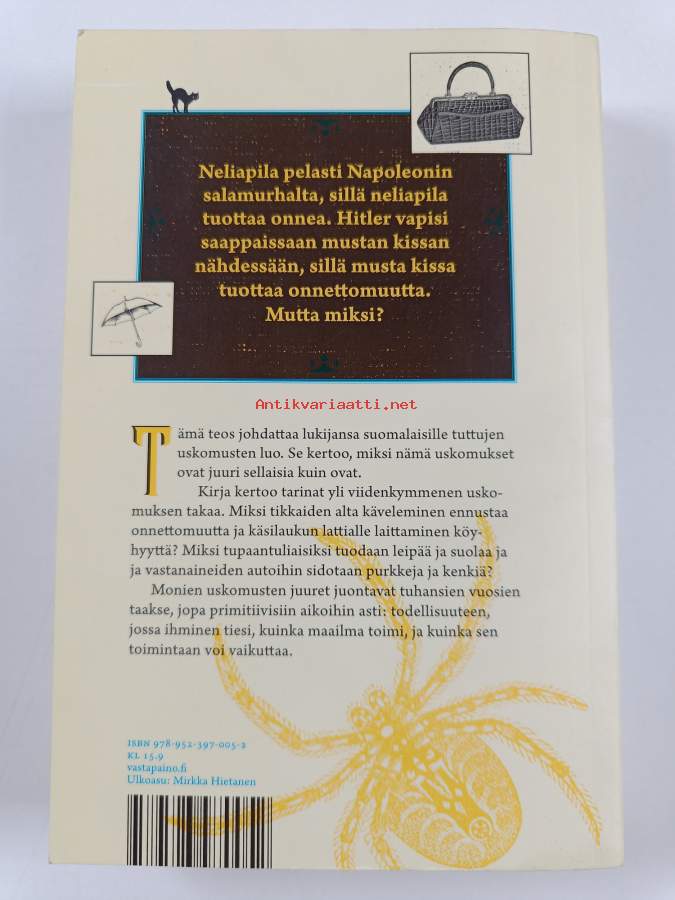 Neliapila pelasti Napoleonin
salamurhalta, sillä neliapila
tuottaa onnea. Hitler vapisi
saappaissaan mustan kissan
nähdessään, sillä musta kissa
tuottaa onnettomuutta.
Mutta miksi?
Antikvariaatti.net
Tämä teos johdattaa lukijansa suomalaisille tuttujen
uskomusten luo. Se kertoo, miksi nämä uskomukset
ovat juuri sellaisia kuin ovat.
Kirja kertoo tarinat yli viidenkymmenen usko-
muksen takaa. Miksi tikkaiden alta käveleminen ennustaa
onnettomuutta ja käsilaukun lattialle laittaminen köy-
hyyttä? Miksi tupaantuliaisiksi tuodaan leipää ja suolaa ja
ja vastanaineiden autoihin sidotaan purkkeja ja kenkiä?
Monien uskomusten juuret juontavat tuhansien vuosien
taakse, jopa primitiivisiin aikoihin asti: todellisuuteen,
jossa ihminen tiesi, kuinka maailma toimi, ja kuinka sen
toimintaan voi vaikuttaa.
ISBN 978-952-397-005-2
KL 15.9
vastapaino.fi
Ulkoasu: Mirkka Hietanen